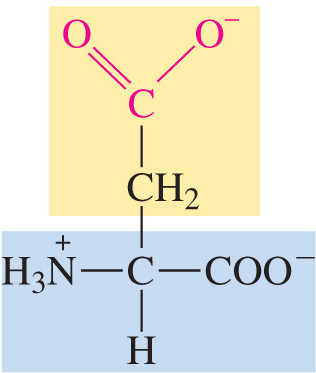 O O⁻
C
CH₂
+
H₃N—C—COO⁻
H